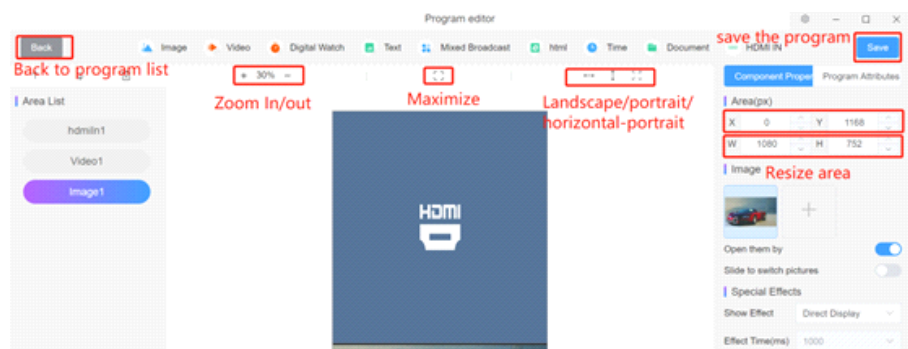 Program editor
Back
Image
Video
Digital Watch
Text
Mixed Broadcast
html
Time
Document
HDMI IN
save the program
Save
Back to program list
+ 30% −
Zoom In/out
Maximize
Landscape/portrait/
horizontal-portrait
Component Proper
Program Attributes
Area List
hdmiIn1
Video1
Image1
HDMI
Area(px)
X 0 Y 1168
W 1080 H 752
Resize area
Image
Open them by
Slide to switch pictures
Special Effects
Show Effect Direct Display
Effect Time(ms) 1000